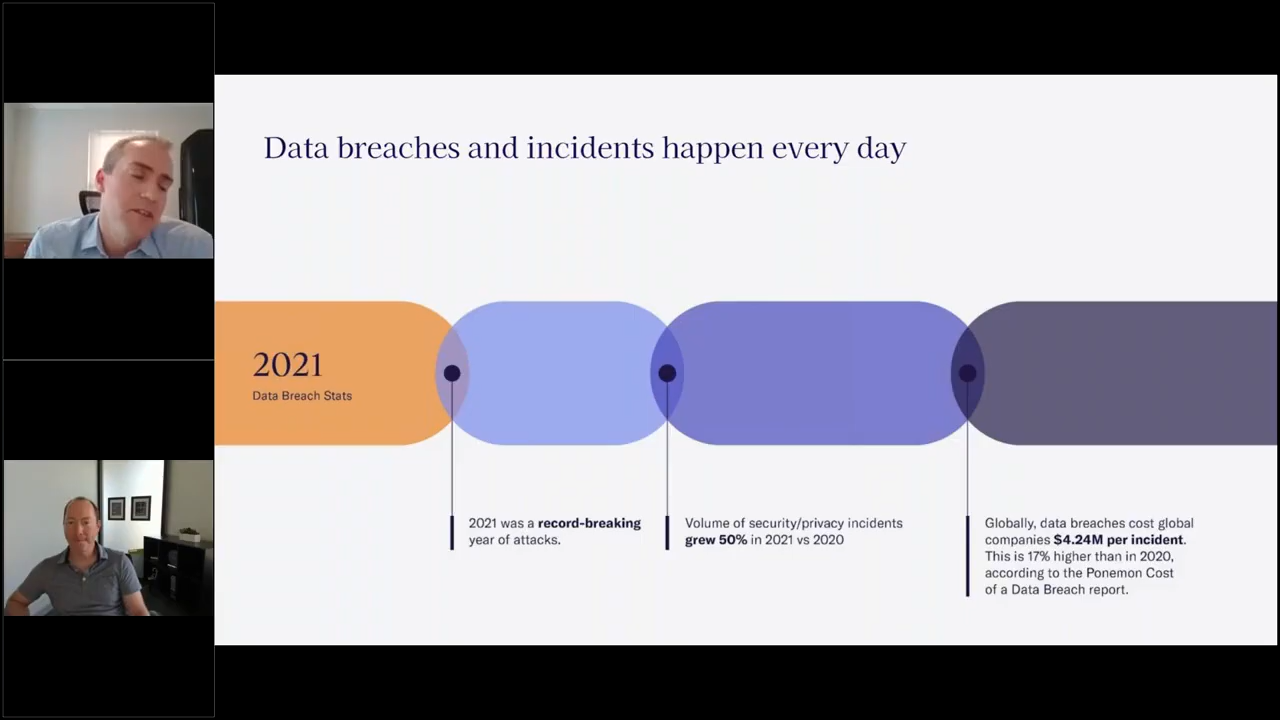 Data breaches and incidents happen every day
2021
Data Breach Stats
2021 was a record-breaking
year of attacks.
Volume of security/privacy incidents
grew 50% in 2021 vs 2020
Globally, data breaches cost global
companies $4.24M per incident.
This is 17% higher than in 2020,
according to the Ponemon Cost
of a Data Breach report.